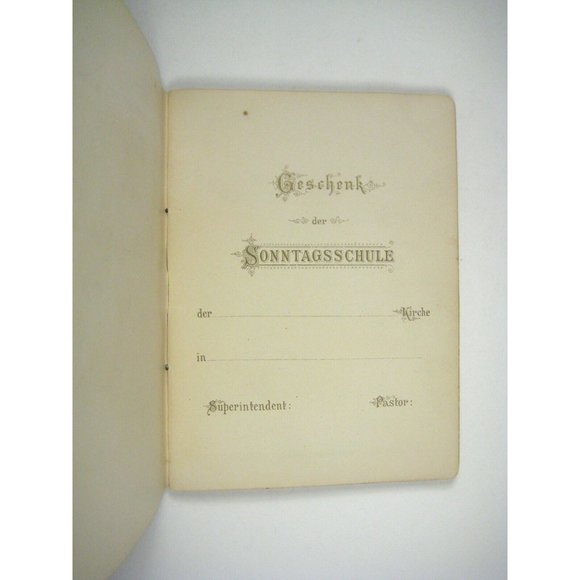 Geschenk
der
SONNTAGSSCHULE
der Kirche
in
Superintendent: Pastor: